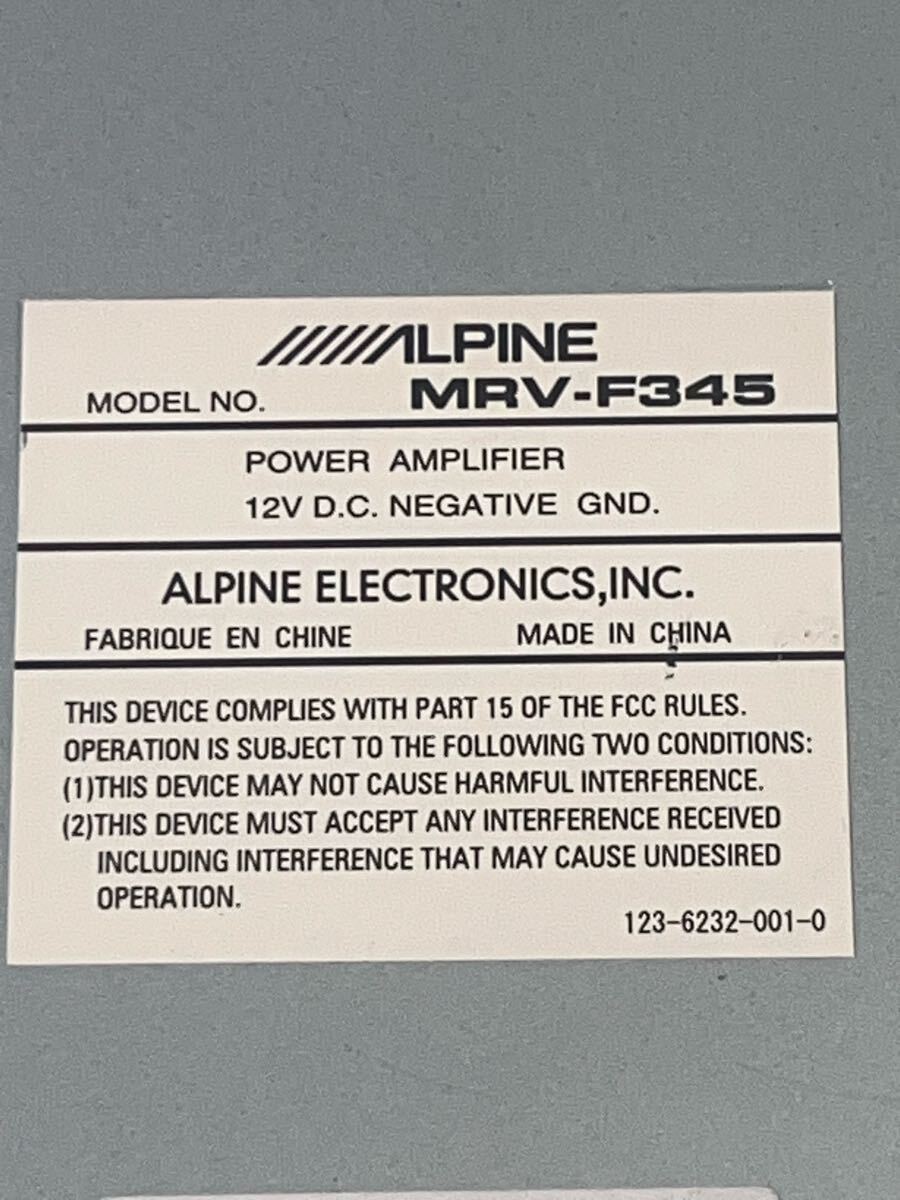 ALPINE
MODEL NO. MRV-F345
POWER AMPLIFIER
12V D.C. NEGATIVE GND.
ALPINE ELECTRONICS,INC.
FABRIQUE EN CHINE MADE IN CHINA
THIS DEVICE COMPLIES WITH PART 15 OF THE FCC RULES.
OPERATION IS SUBJECT TO THE FOLLOWING TWO CONDITIONS:
(1)THIS DEVICE MAY NOT CAUSE HARMFUL INTERFERENCE.
(2)THIS DEVICE MUST ACCEPT ANY INTERFERENCE RECEIVED
INCLUDING INTERFERENCE THAT MAY CAUSE UNDESIRED
OPERATION.
123-6232-001-0